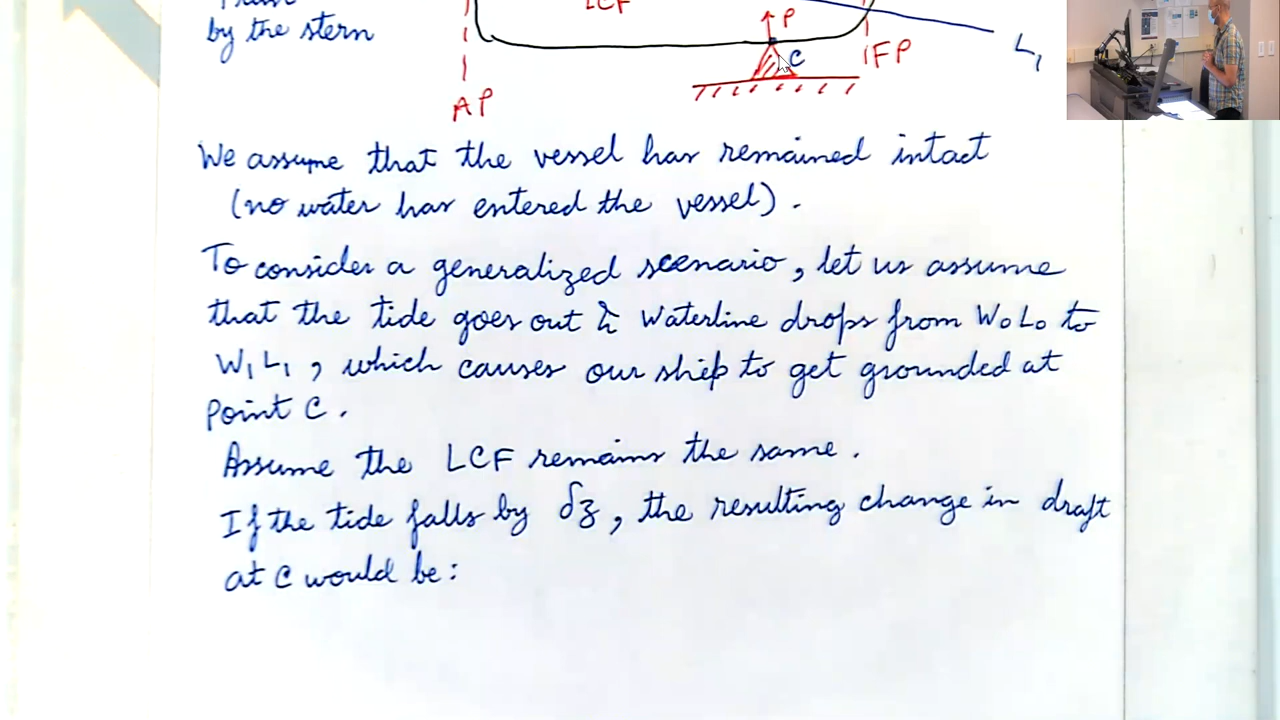 by the stern
LCF
P
C
L₁
FP
AP
We assume that the vessel has remained intact
(no water has entered the vessel).
To consider a generalized scenario, let us assume
that the tide goes out & Waterline drops from W₀L₀ to
W₁L₁, which causes our ship to get grounded at
Point C.
Assume the LCF remains the same.
If the tide falls by δz, the resulting change in draft
at C would be: